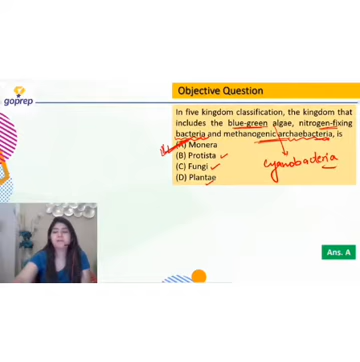 goprep
Objective Question
In five kingdom classification, the kingdom that
includes the blue-green algae, nitrogen-fixing
bacteria and methanogenic archaebacteria, is
(A) Monera
(B) Protista
(C) Fungi
(D) Plantae
cyanobacteria
Ans. A